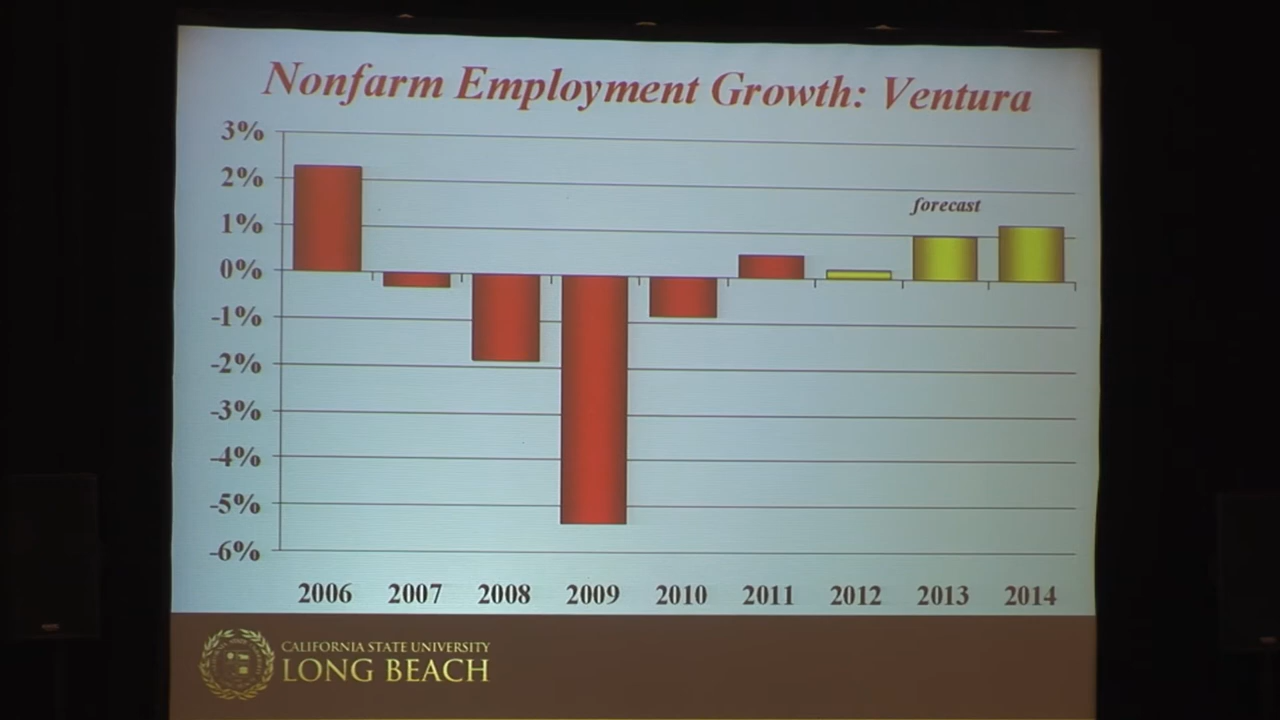 Nonfarm Employment Growth: Ventura
3%
2%
1%
0%
-1%
-2%
-3%
-4%
-5%
-6%
forecast
2006 2007 2008 2009 2010 2011 2012 2013 2014
CALIFORNIA STATE UNIVERSITY
LONG BEACH